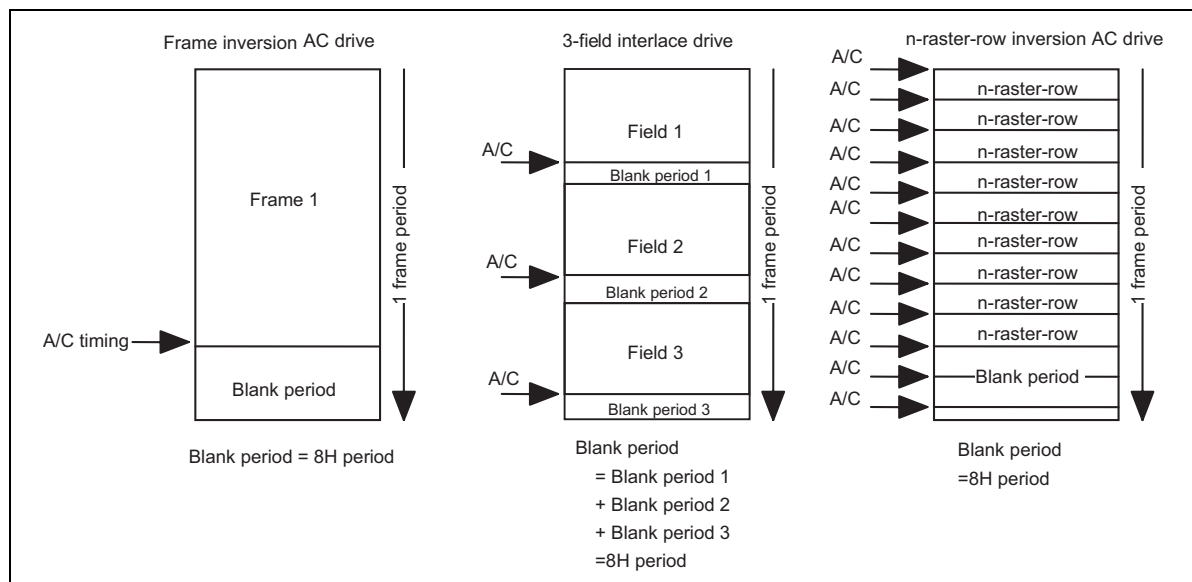 Frame inversion AC drive
Frame 1
A/C timing
Blank period
1 frame period
Blank period = 8H period
3-field interlace drive
Field 1
A/C
Blank period 1
Field 2
A/C
Blank period 2
Field 3
A/C
Blank period 3
1 frame period
Blank period
= Blank period 1
+ Blank period 2
+ Blank period 3
=8H period
n-raster-row inversion AC drive
A/C
n-raster-row
A/C
n-raster-row
A/C
n-raster-row
A/C
n-raster-row
A/C
n-raster-row
A/C
n-raster-row
A/C
n-raster-row
A/C
n-raster-row
A/C
n-raster-row
A/C
Blank period
A/C
A/C
1 frame period
Blank period
=8H period